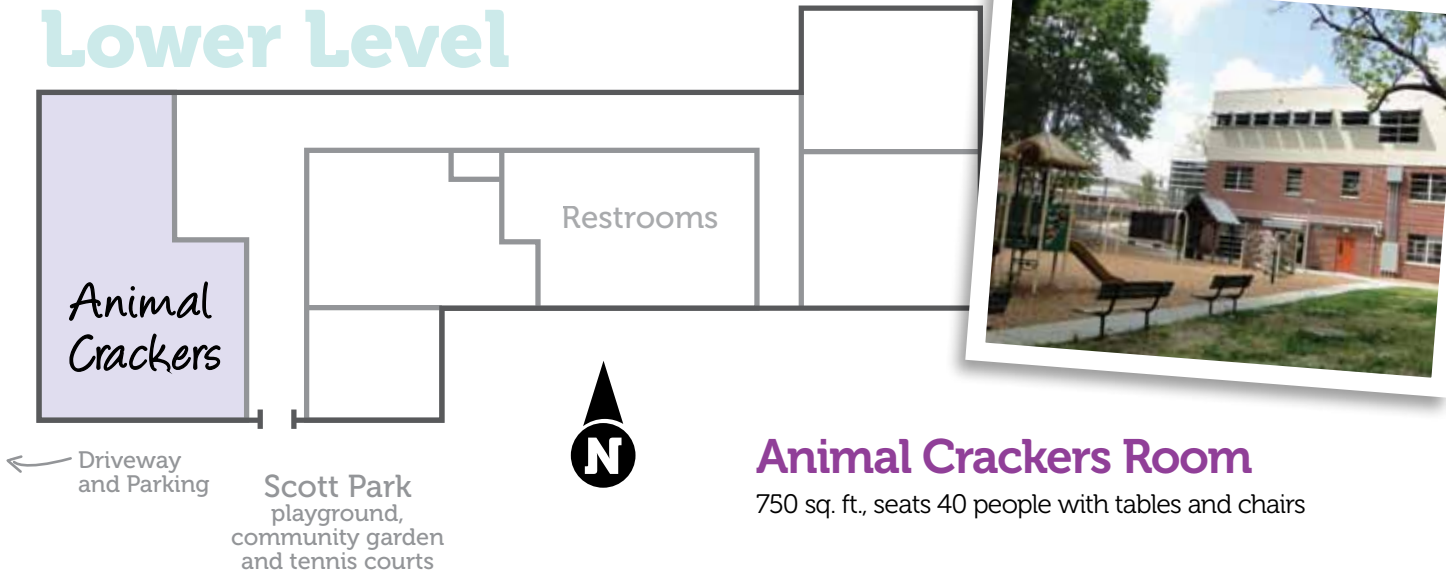 Lower Level
Restrooms
Animal
Crackers
Driveway
and Parking
Scott Park
playground,
community garden
and tennis courts
N
Animal Crackers Room
750 sq. ft., seats 40 people with tables and chairs